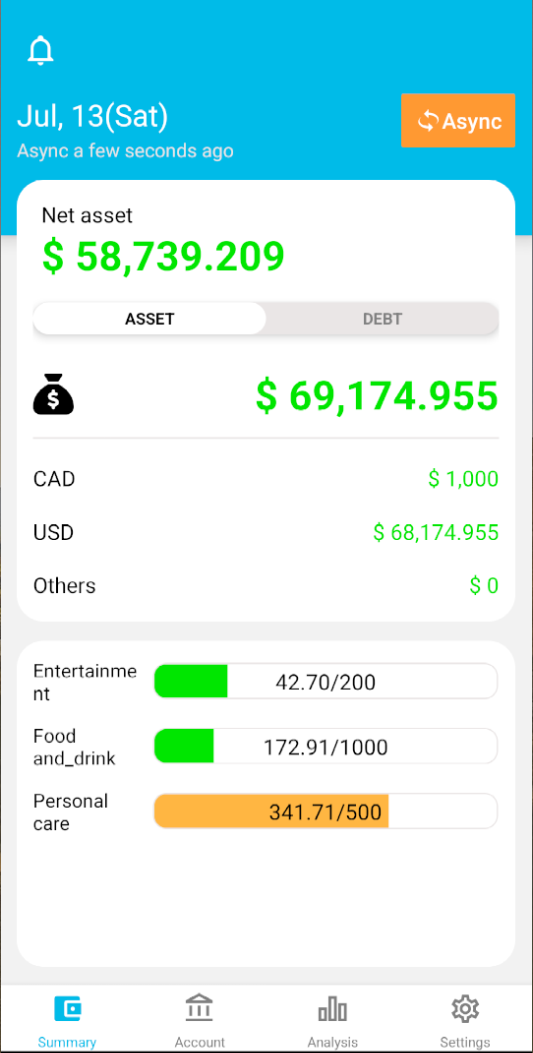 Jul, 13(Sat)
Async
Async a few seconds ago
Net asset
$ 58,739.209
ASSET DEBT
$
$ 69,174.955
CAD $ 1,000
USD $ 68,174.955
Others $ 0
Entertainme
nt
42.70/200
Food
and_drink
172.91/1000
Personal
care
341.71/500
Summary Account Analysis Settings